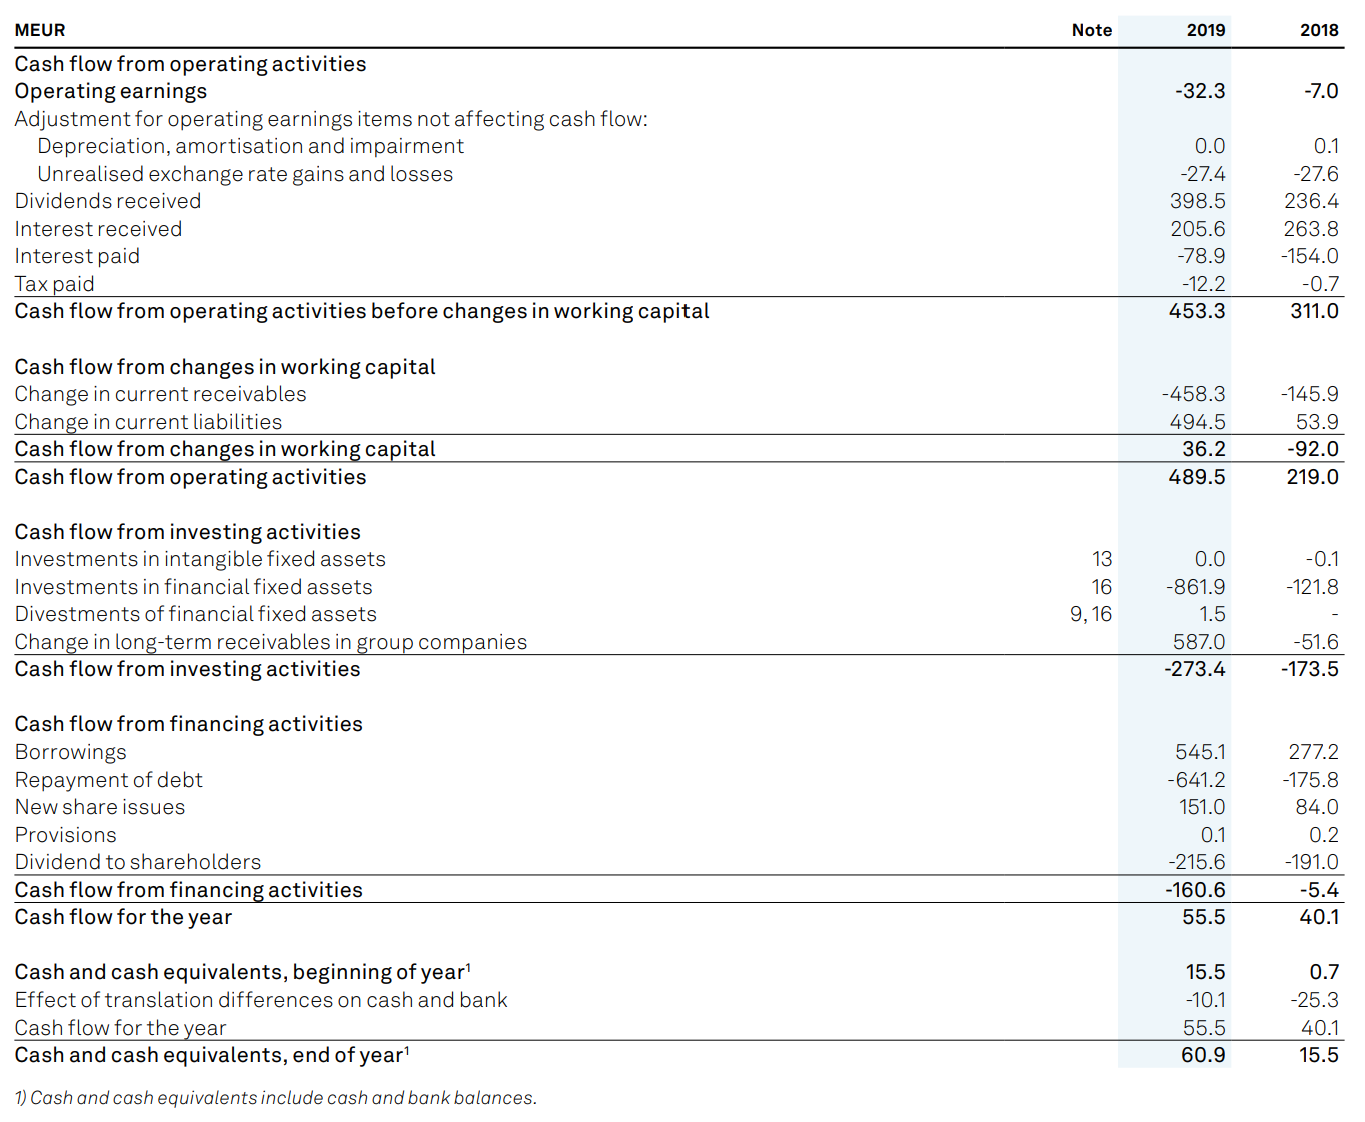 MEUR Note 2019 2018
Cash flow from operating activities
Operating earnings -32.3 -7.0
Adjustment for operating earnings items not affecting cash flow:
Depreciation, amortisation and impairment 0.0 0.1
Unrealised exchange rate gains and losses -27.4 -27.6
Dividends received 398.5 236.4
Interest received 205.6 263.8
Interest paid -78.9 -154.0
Tax paid -12.2 -0.7
Cash flow from operating activities before changes in working capital 453.3 311.0
Cash flow from changes in working capital
Change in current receivables -458.3 -145.9
Change in current liabilities 494.5 53.9
Cash flow from changes in working capital 36.2 -92.0
Cash flow from operating activities 489.5 219.0
Cash flow from investing activities
Investments in intangible fixed assets 13 0.0 -0.1
Investments in financial fixed assets 16 -861.9 -121.8
Divestments of financial fixed assets 9, 16 1.5 -
Change in long-term receivables in group companies 587.0 -51.6
Cash flow from investing activities -273.4 -173.5
Cash flow from financing activities
Borrowings 545.1 277.2
Repayment of debt -641.2 -175.8
New share issues 151.0 84.0
Provisions 0.1 0.2
Dividend to shareholders -215.6 -191.0
Cash flow from financing activities -160.6 -5.4
Cash flow for the year 55.5 40.1
Cash and cash equivalents, beginning of year¹ 15.5 0.7
Effect of translation differences on cash and bank -10.1 -25.3
Cash flow for the year 55.5 40.1
Cash and cash equivalents, end of year¹ 60.9 15.5
1) Cash and cash equivalents include cash and bank balances.